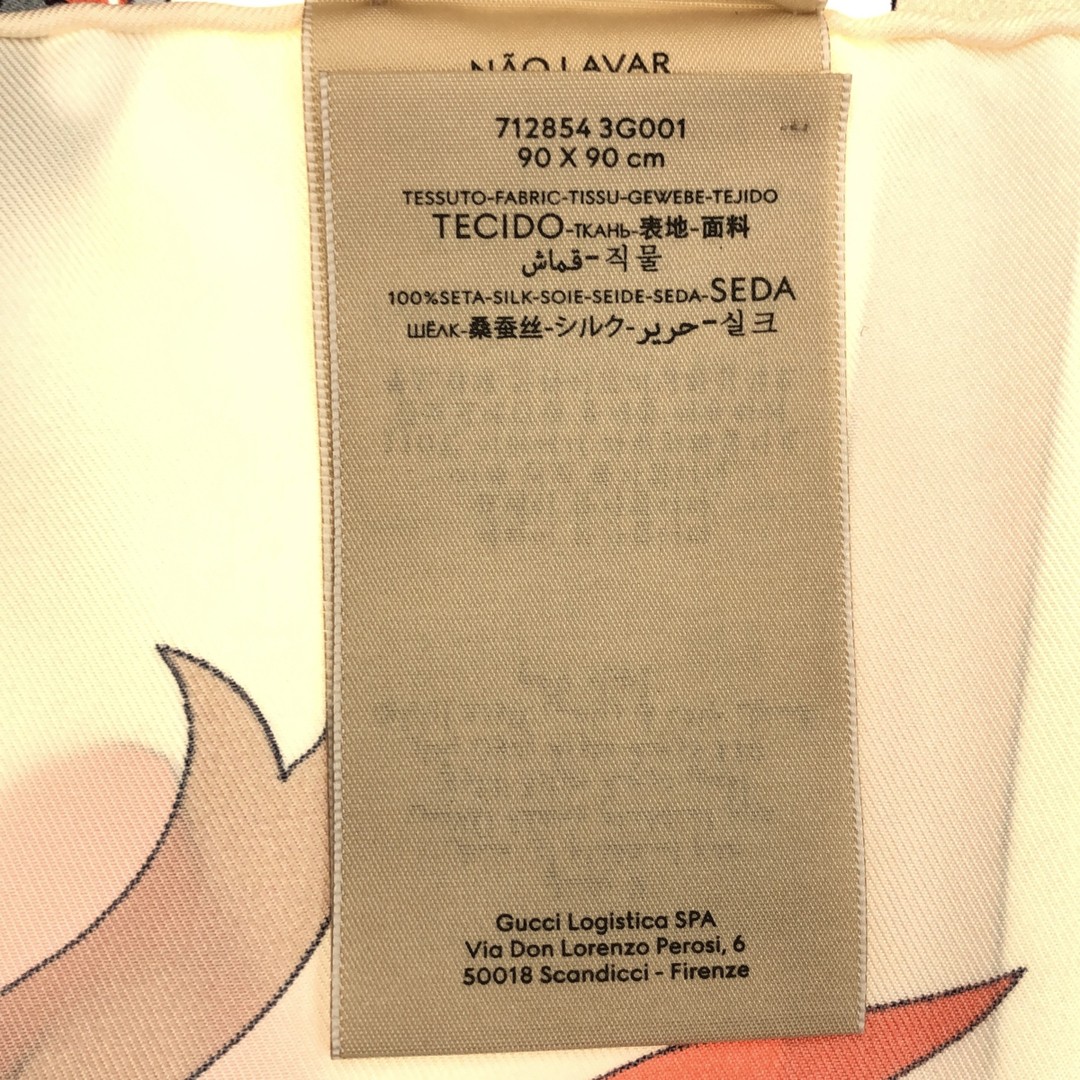 NÃO LAVAR
712854 3G001
90 X 90 cm
TESSUTO-FABRIC-TISSU-GEWEBE-TEJIDO
TECIDO-ТКАНЬ-表地-面料
قماش-직물
100%SETA-SILK-SOIE-SEIDE-SEDA-SEDA
ШЁЛК-桑蚕丝-シルク-حرير-실크
Gucci Logistica SPA
Via Don Lorenzo Perosi, 6
50018 Scandicci - Firenze